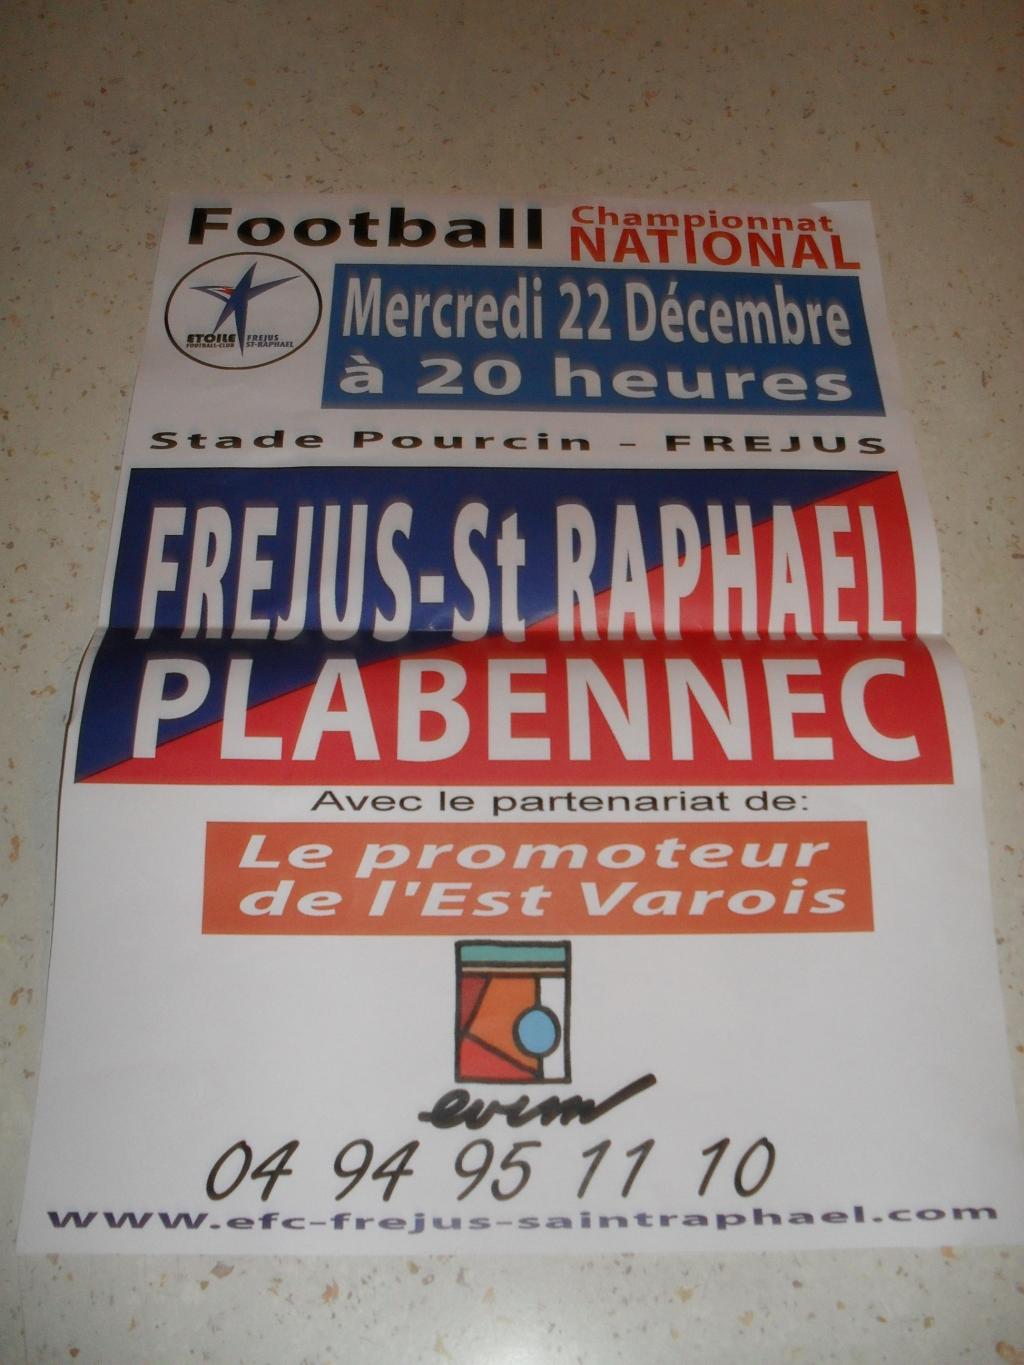 Football
Championnat
NATIONAL
Mercredi 22 Décembre
à 20 heures
ETOILE
FOOTBALL-CLUB
FREJUS
ST-RAPHAEL
Stade Pourcin - FREJUS
FREJUS-St RAPHAEL
PLABENNEC
Avec le partenariat de:
Le promoteur
de l'Est Varois
evim
04 94 95 11 10
www.efc-frejus-saintraphael.com